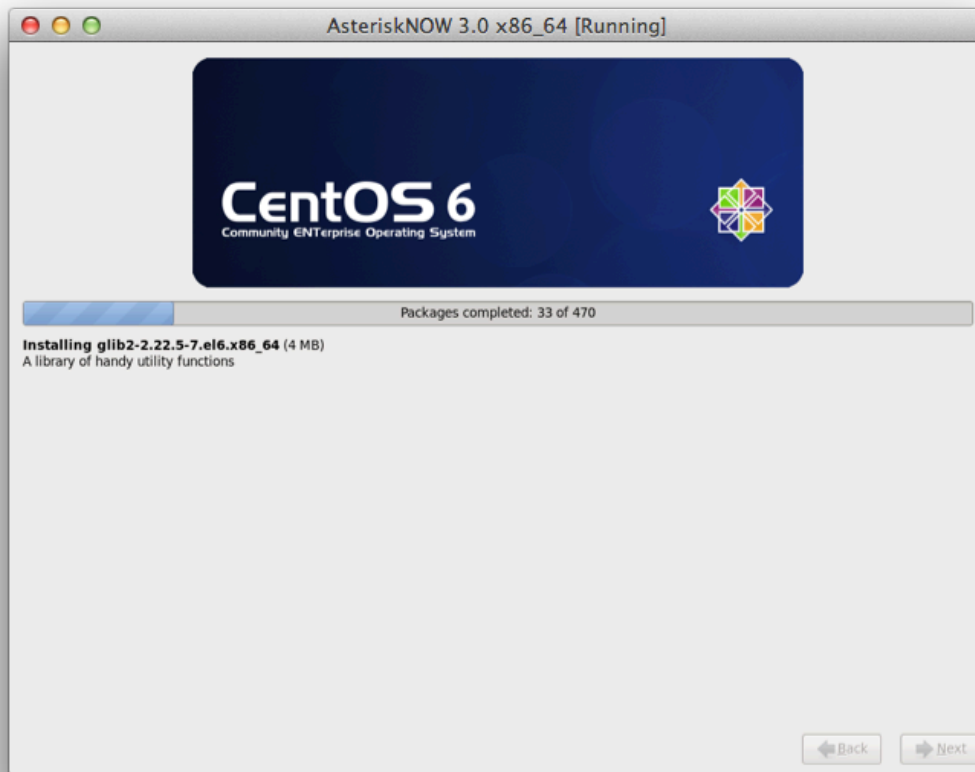 AsteriskNOW 3.0 x86_64 [Running]
CentOS 6
Community ENTerprise Operating System
Packages completed: 33 of 470
Installing glib2-2.22.5-7.el6.x86_64 (4 MB)
A library of handy utility functions
Back
Next